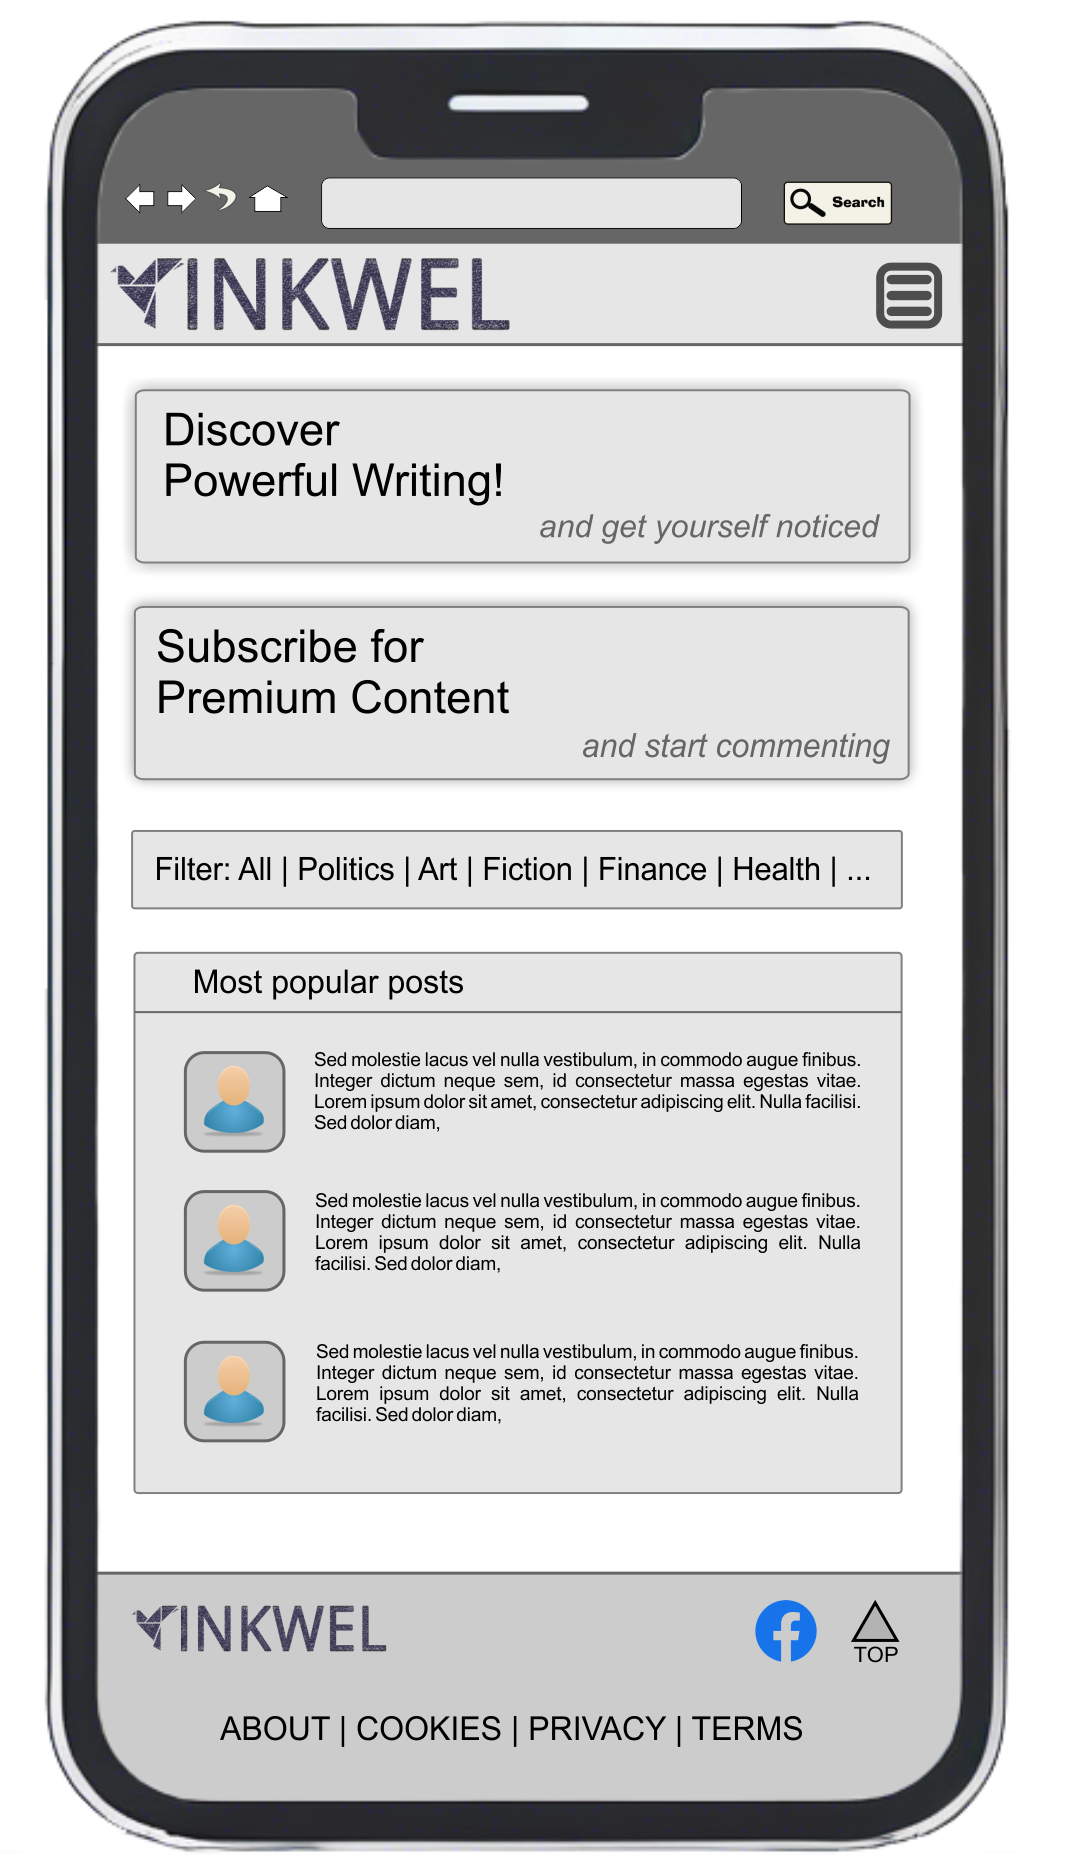 Search
INKWEL
Discover
Powerful Writing!
and get yourself noticed
Subscribe for
Premium Content
and start commenting
Filter: All | Politics | Art | Fiction | Finance | Health | ...
Most popular posts
Sed molestie lacus vel nulla vestibulum, in commodo augue finibus.
Integer dictum neque sem, id consectetur massa egestas vitae.
Lorem ipsum dolor sit amet, consectetur adipiscing elit. Nulla facilisi.
Sed dolor diam,
Sed molestie lacus vel nulla vestibulum, in commodo augue finibus.
Integer dictum neque sem, id consectetur massa egestas vitae.
Lorem ipsum dolor sit amet, consectetur adipiscing elit. Nulla
facilisi. Sed dolor diam,
Sed molestie lacus vel nulla vestibulum, in commodo augue finibus.
Integer dictum neque sem, id consectetur massa egestas vitae.
Lorem ipsum dolor sit amet, consectetur adipiscing elit. Nulla
facilisi. Sed dolor diam,
INKWEL
TOP
ABOUT | COOKIES | PRIVACY | TERMS